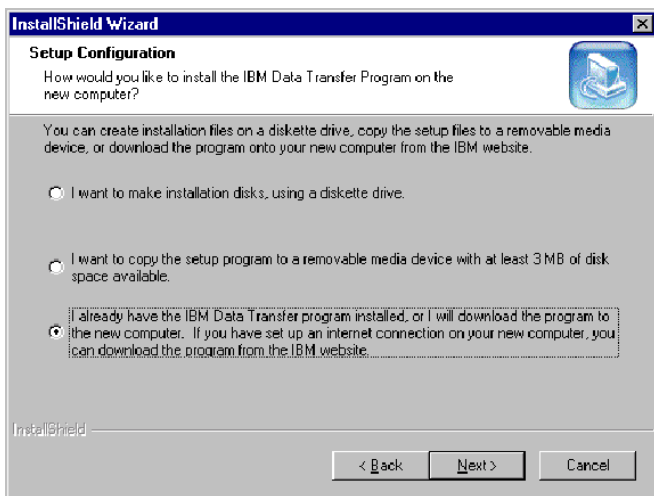 InstallShield Wizard
Setup Configuration
How would you like to install the IBM Data Transfer Program on the
new computer?
You can create installation files on a diskette drive, copy the setup files to a removable media
device, or download the program onto your new computer from the IBM website.
I want to make installation disks, using a diskette drive.
I want to copy the setup program to a removable media device with at least 3 MB of disk
space available.
I already have the IBM Data Transfer program installed, or I will download the program to
the new computer. If you have set up an internet connection on your new computer, you
can download the program from the IBM website.
InstallShield
< Back Next > Cancel